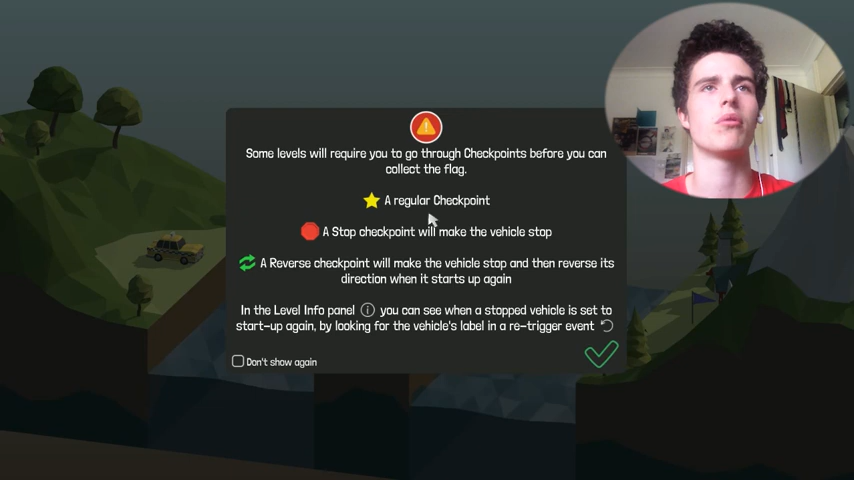 Some levels will require you to go through Checkpoints before you can
collect the flag.
A regular Checkpoint
A Stop checkpoint will make the vehicle stop
A Reverse checkpoint will make the vehicle stop and then reverse its
direction when it starts up again
In the Level Info panel you can see when a stopped vehicle is set to
start-up again, by looking for the vehicle's label in a re-trigger event
Don't show again